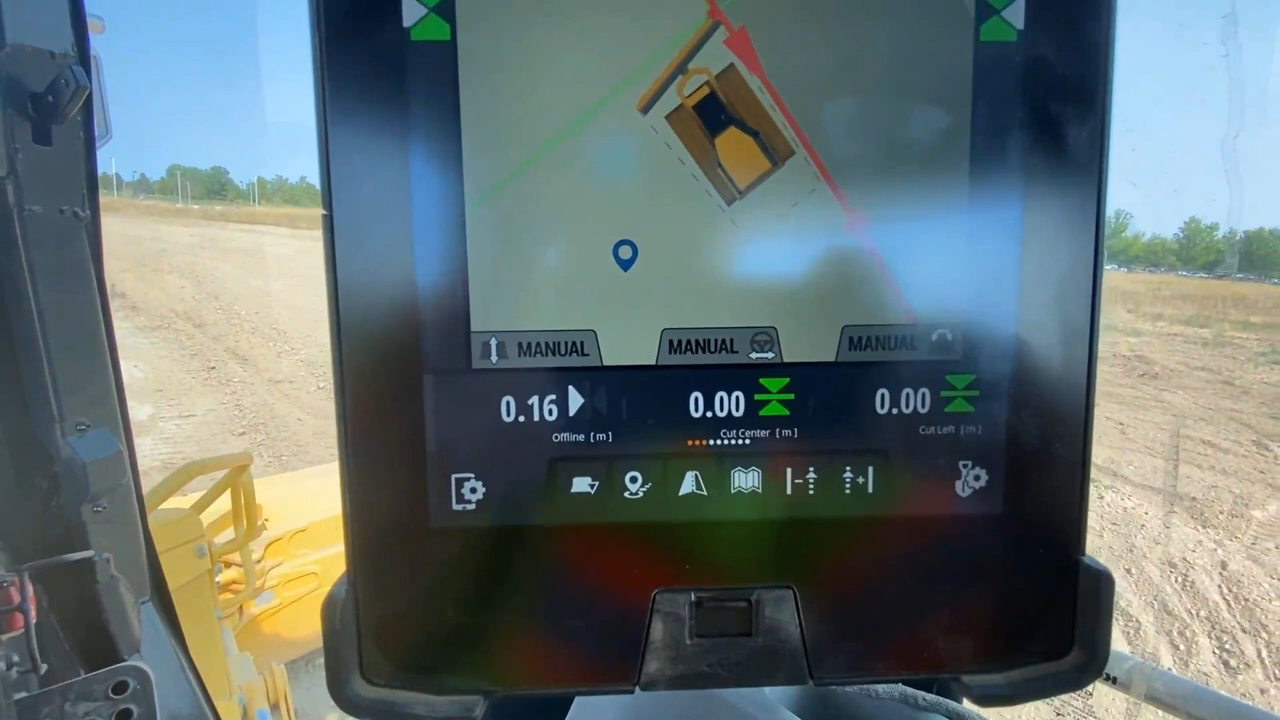 MANUAL MANUAL MANUAL
0.16 0.00 0.00
Offline [m] Cut Center [m] Cut Left [m]